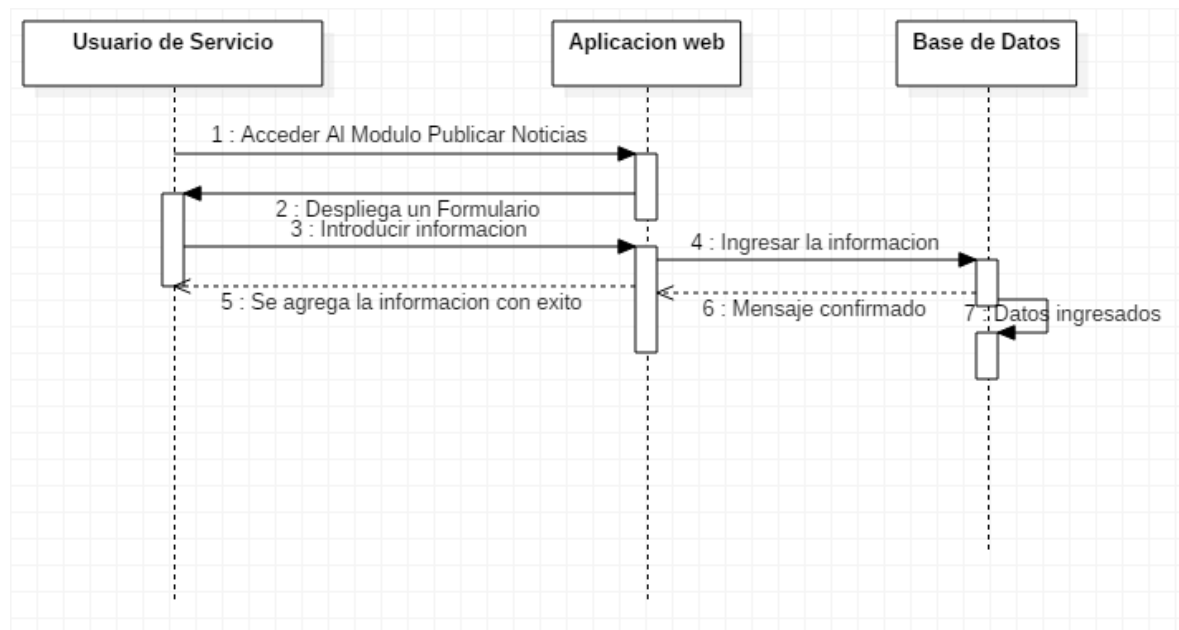 Usuario de Servicio
Aplicacion web
Base de Datos
1 : Acceder Al Modulo Publicar Noticias
2 : Despliega un Formulario
3 : Introducir informacion
4 : Ingresar la informacion
5 : Se agrega la informacion con exito
6 : Mensaje confirmado
7 : Datos ingresados